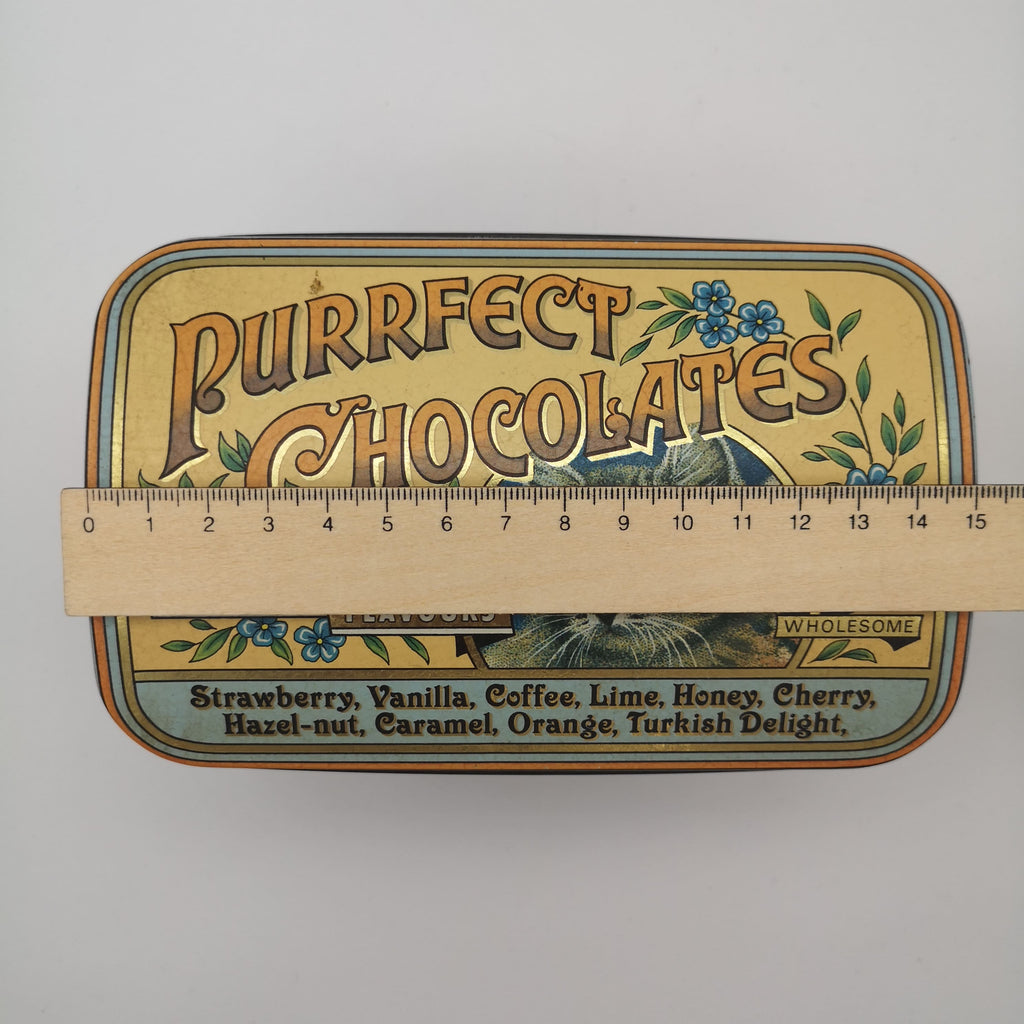 PURRFECT
CHOCOLATES
0 1 2 3 4 5 6 7 8 9 10 11 12 13 14 15
FLAVOURS
WHOLESOME
Strawberry, Vanilla, Coffee, Lime, Honey, Cherry,
Hazel-nut, Caramel, Orange, Turkish Delight,